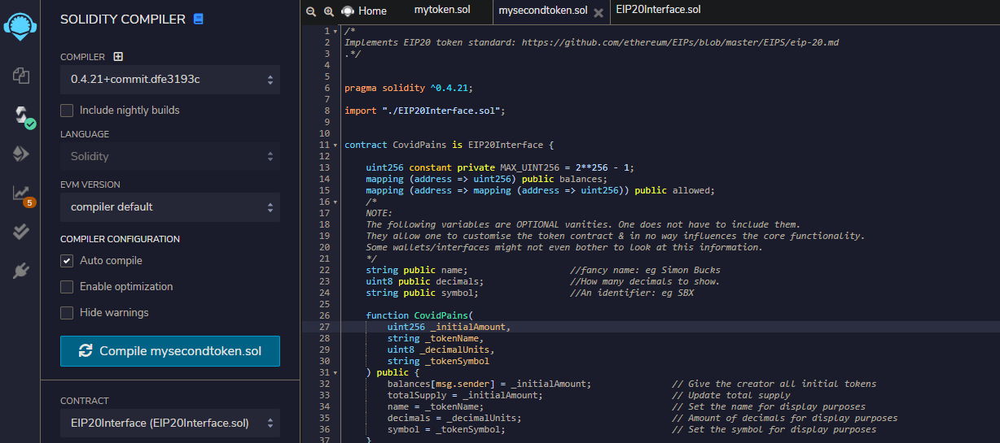 SOLIDITY COMPILER
COMPILER
0.4.21+commit.dfe3193c
Include nightly builds
LANGUAGE
Solidity
EVM VERSION
compiler default
COMPILER CONFIGURATION
Auto compile
Enable optimization
Hide warnings
Compile mysecondtoken.sol
CONTRACT
EIP20Interface (EIP20Interface.sol)
5
Home mytoken.sol mysecondtoken.sol EIP20Interface.sol
1 /*
2 Implements EIP20 token standard: https://github.com/ethereum/EIPs/blob/master/EIPS/eip-20.md
3 .*/
4
5
6 pragma solidity ^0.4.21;
7
8 import "./EIP20Interface.sol";
9
10
11 contract CovidPains is EIP20Interface {
12
13 uint256 constant private MAX_UINT256 = 2**256 - 1;
14 mapping (address => uint256) public balances;
15 mapping (address => mapping (address => uint256)) public allowed;
16 /*
17 NOTE:
18 The following variables are OPTIONAL vanities. One does not have to include them.
19 They allow one to customise the token contract & in no way influences the core functionality.
20 Some wallets/interfaces might not even bother to look at this information.
21 */
22 string public name; //fancy name: eg Simon Bucks
23 uint8 public decimals; //How many decimals to show.
24 string public symbol; //An identifier: eg SBX
25
26 function CovidPains(
27 uint256 _initialAmount,
28 string _tokenName,
29 uint8 _decimalUnits,
30 string _tokenSymbol
31 ) public {
32 balances[msg.sender] = _initialAmount; // Give the creator all initial tokens
33 totalSupply = _initialAmount; // Update total supply
34 name = _tokenName; // Set the name for display purposes
35 decimals = _decimalUnits; // Amount of decimals for display purposes
36 symbol = _tokenSymbol; // Set the symbol for display purposes
37 }